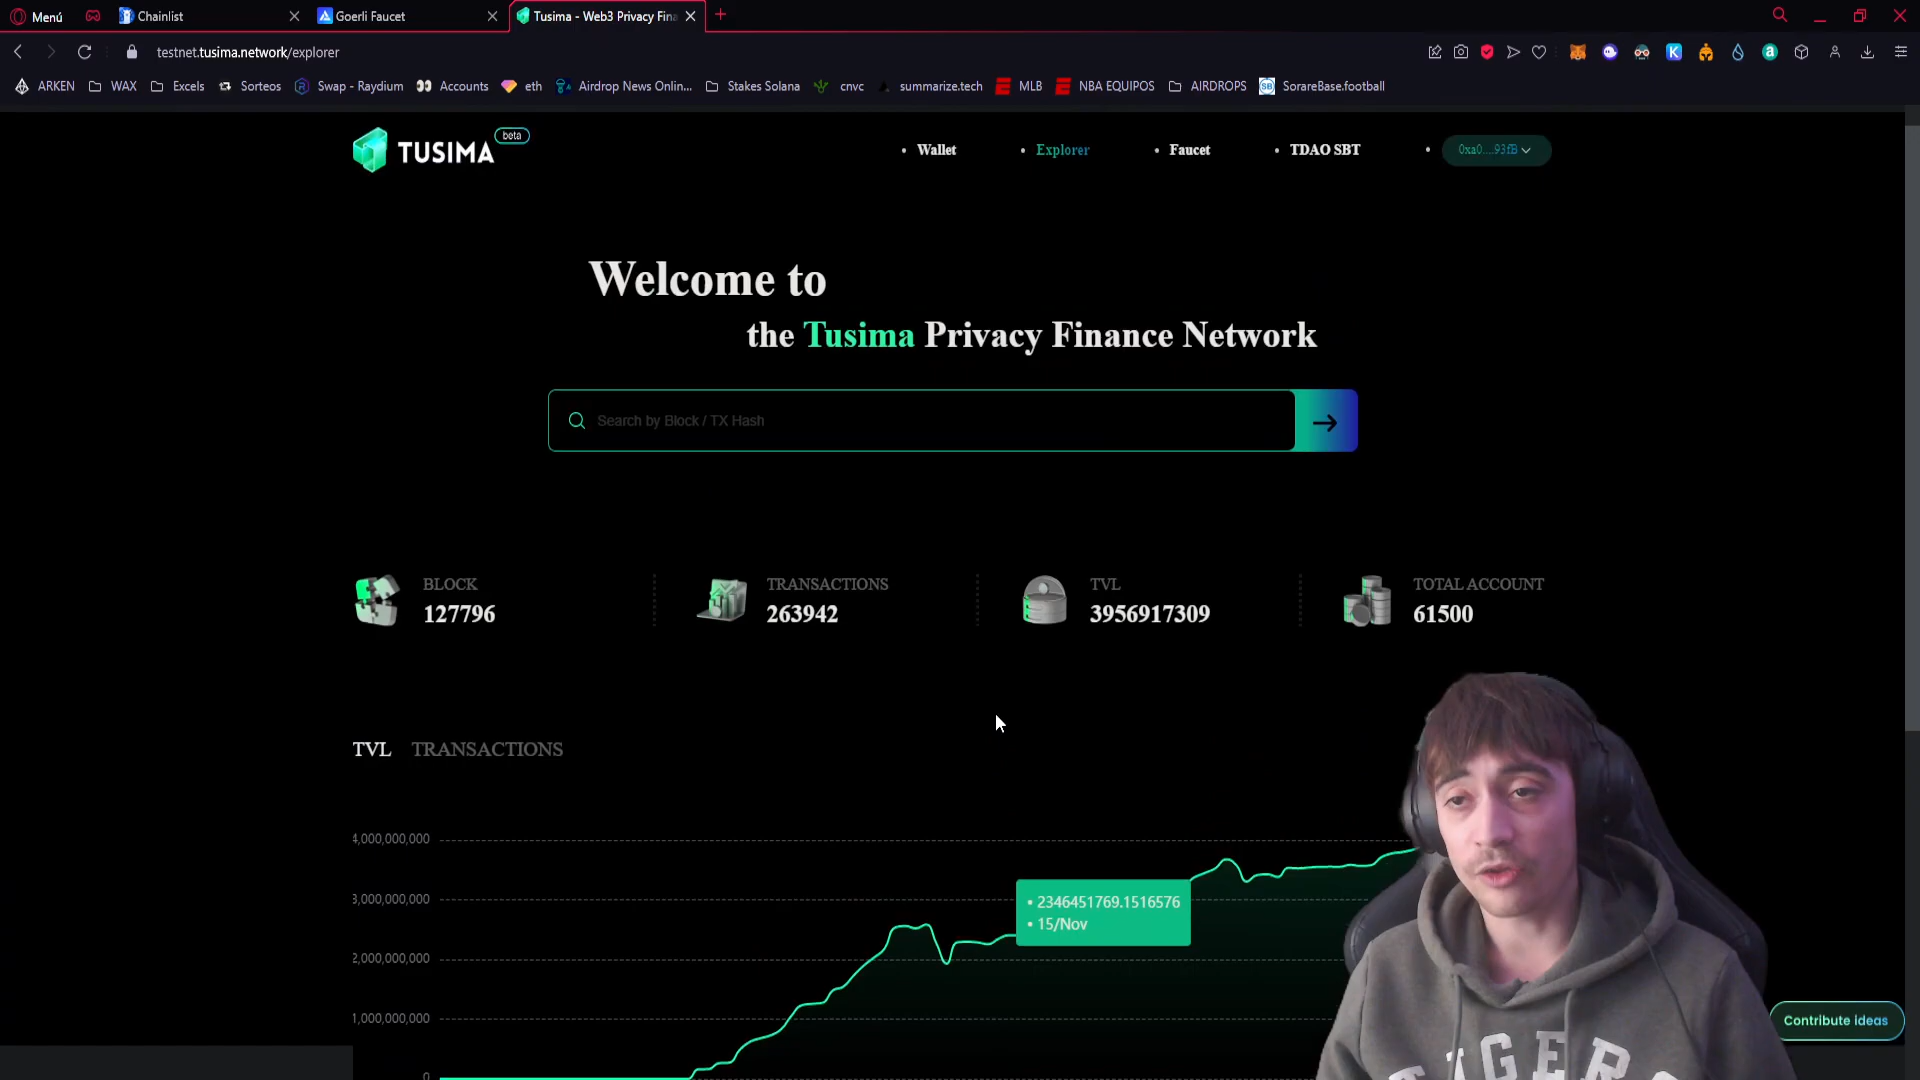 Menú
Chainlist
Goerli Faucet
Tusima - Web3 Privacy Fina
testnet.tusima.network/explorer
ARKEN
WAX
Excels
Sorteos
Swap - Raydium
Accounts
eth
Airdrop News Onlin...
Stakes Solana
cnvc
summarize.tech
MLB
NBA EQUIPOS
AIRDROPS
SorareBase.football
TUSIMA
beta
• Wallet
• Explorer
• Faucet
• TDAO SBT
• 0xa0....93fB
Welcome to
the Tusima Privacy Finance Network
Search by Block / TX Hash
BLOCK
127796
TRANSACTIONS
263942
TVL
3956917309
TOTAL ACCOUNT
61500
TVL
TRANSACTIONS
4,000,000,000
3,000,000,000
2,000,000,000
1,000,000,000
0
• 2346451769.1516576
• 15/Nov
Contribute ideas
TIGERS